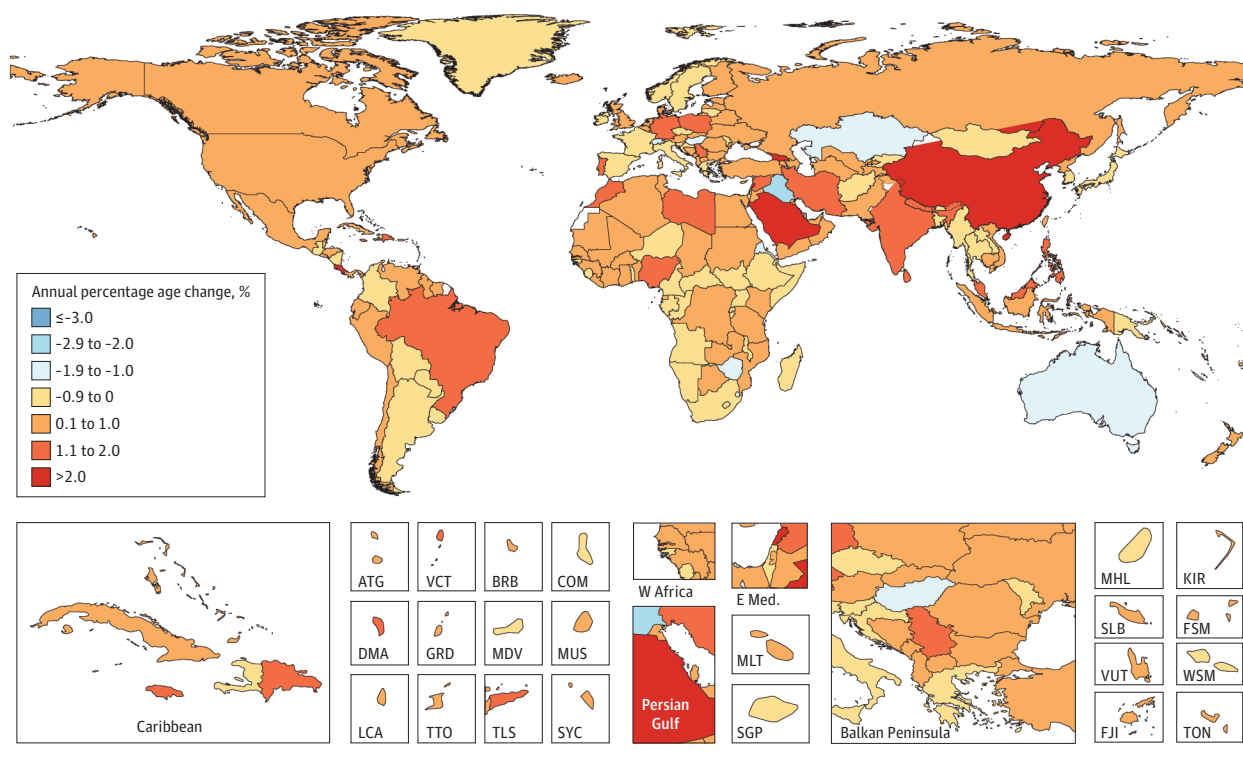 Annual percentage age change, %
≤–3.0
–2.9 to –2.0
–1.9 to –1.0
–0.9 to 0
0.1 to 1.0
1.1 to 2.0
>2.0
Caribbean
ATG
VCT
BRB
COM
DMA
GRD
MDV
MUS
LCA
TTO
TLS
SYC
W Africa
E Med.
Persian
Gulf
MLT
SGP
Balkan Peninsula
MHL
KIR
SLB
FSM
VUT
WSM
FJI
TON